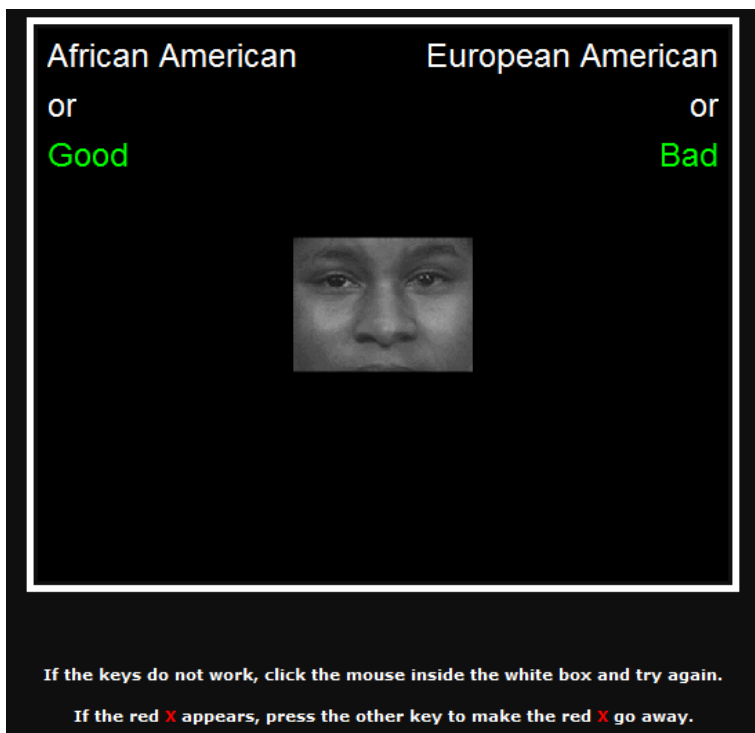 African American
or
Good
European American
or
Bad
If the keys do not work, click the mouse inside the white box and try again.
If the red X appears, press the other key to make the red X go away.